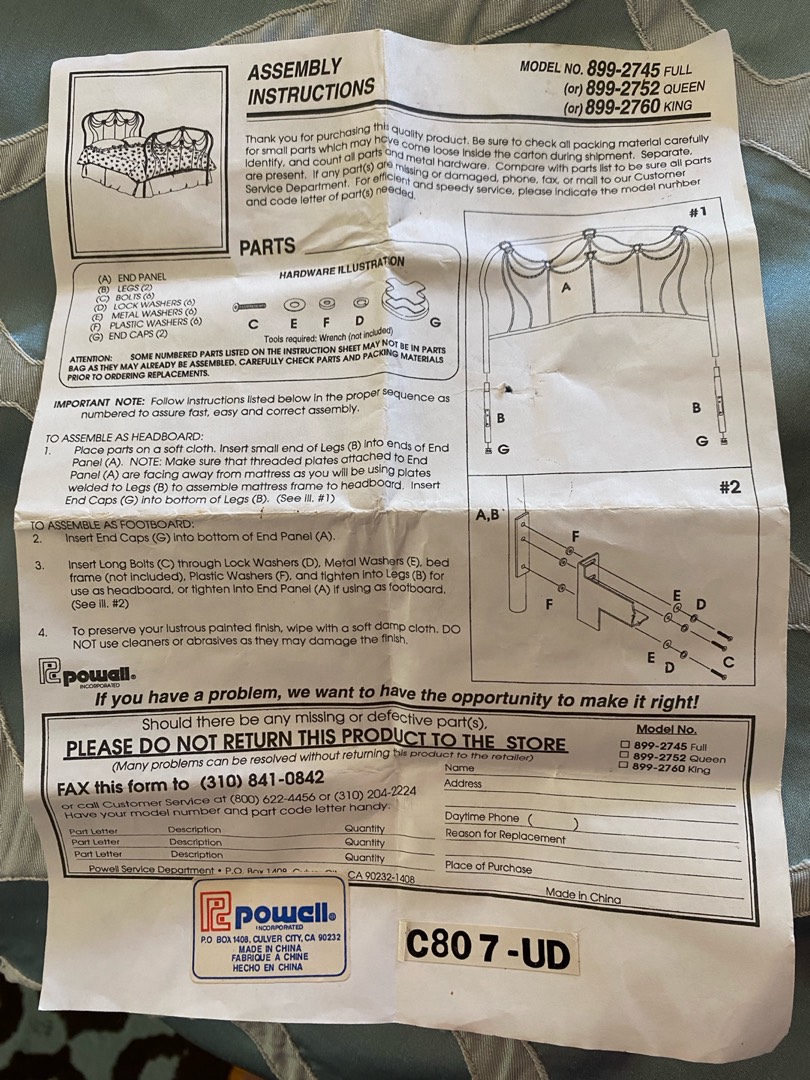 ASSEMBLY
INSTRUCTIONS
MODEL NO. 899-2745 FULL
(or) 899-2752 QUEEN
(or) 899-2760 KING
Thank you for purchasing this quality product. Be sure to check all packing material carefully
for small parts which may have come loose inside the carton during shipment. Separate,
identify, and count all parts and metal hardware. Compare with parts list to be sure all parts
are present. If any part(s) are missing or damaged, phone, fax, or mail to our Customer
Service Department. For efficient and speedy service, please indicate the model number
and code letter of part(s) needed.
PARTS
(A) END PANEL
(B) LEGS (2)
(C) BOLTS (6)
(D) LOCK WASHERS (6)
(E) METAL WASHERS (6)
(F) PLASTIC WASHERS (6)
(G) END CAPS (2)
HARDWARE ILLUSTRATION
C E F D G
Tools required: Wrench (not included)
ATTENTION: SOME NUMBERED PARTS LISTED ON THE INSTRUCTION SHEET MAY NOT BE IN PARTS
BAG AS THEY MAY ALREADY BE ASSEMBLED. CAREFULLY CHECK PARTS AND PACKING MATERIALS
PRIOR TO ORDERING REPLACEMENTS.
IMPORTANT NOTE: Follow instructions listed below in the proper sequence as
numbered to assure fast, easy and correct assembly.
TO ASSEMBLE AS HEADBOARD:
1. Place parts on a soft cloth. Insert small end of Legs (B) into ends of End
Panel (A). NOTE: Make sure that threaded plates attached to End
Panel (A) are facing away from mattress as you will be using plates
welded to Legs (B) to assemble mattress frame to headboard. Insert
End Caps (G) into bottom of Legs (B). (See ill. #1)
TO ASSEMBLE AS FOOTBOARD:
2. Insert End Caps (G) into bottom of End Panel (A).
3. Insert Long Bolts (C) through Lock Washers (D), Metal Washers (E), bed
frame (not included), Plastic Washers (F), and tighten into Legs (B) for
use as headboard, or tighten into End Panel (A) if using as footboard.
(See ill. #2)
4. To preserve your lustrous painted finish, wipe with a soft damp cloth. DO
NOT use cleaners or abrasives as they may damage the finish.
#1
A
B
B
G
G
#2
A,B
F
F
E
D
E
D
C
powell®
INCORPORATED
If you have a problem, we want to have the opportunity to make it right!
Should there be any missing or defective part(s),
PLEASE DO NOT RETURN THIS PRODUCT TO THE STORE
(Many problems can be resolved without returning this product to the retailer)
FAX this form to (310) 841-0842
or call Customer Service at (800) 622-4456 or (310) 204-2224
Have your model number and part code letter handy:
Part Letter Description Quantity
Part Letter Description Quantity
Part Letter Description Quantity
Powell Service Department • P.O. Box 1408 CA 90232-1408
Model No.
899-2745 Full
899-2752 Queen
899-2760 King
Name
Address
Daytime Phone ( )
Reason for Replacement
Place of Purchase
Made in China
powell®
INCORPORATED
P.O BOX 1408, CULVER CITY, CA 90232
MADE IN CHINA
FABRIQUE A CHINE
HECHO EN CHINA
C807-UD